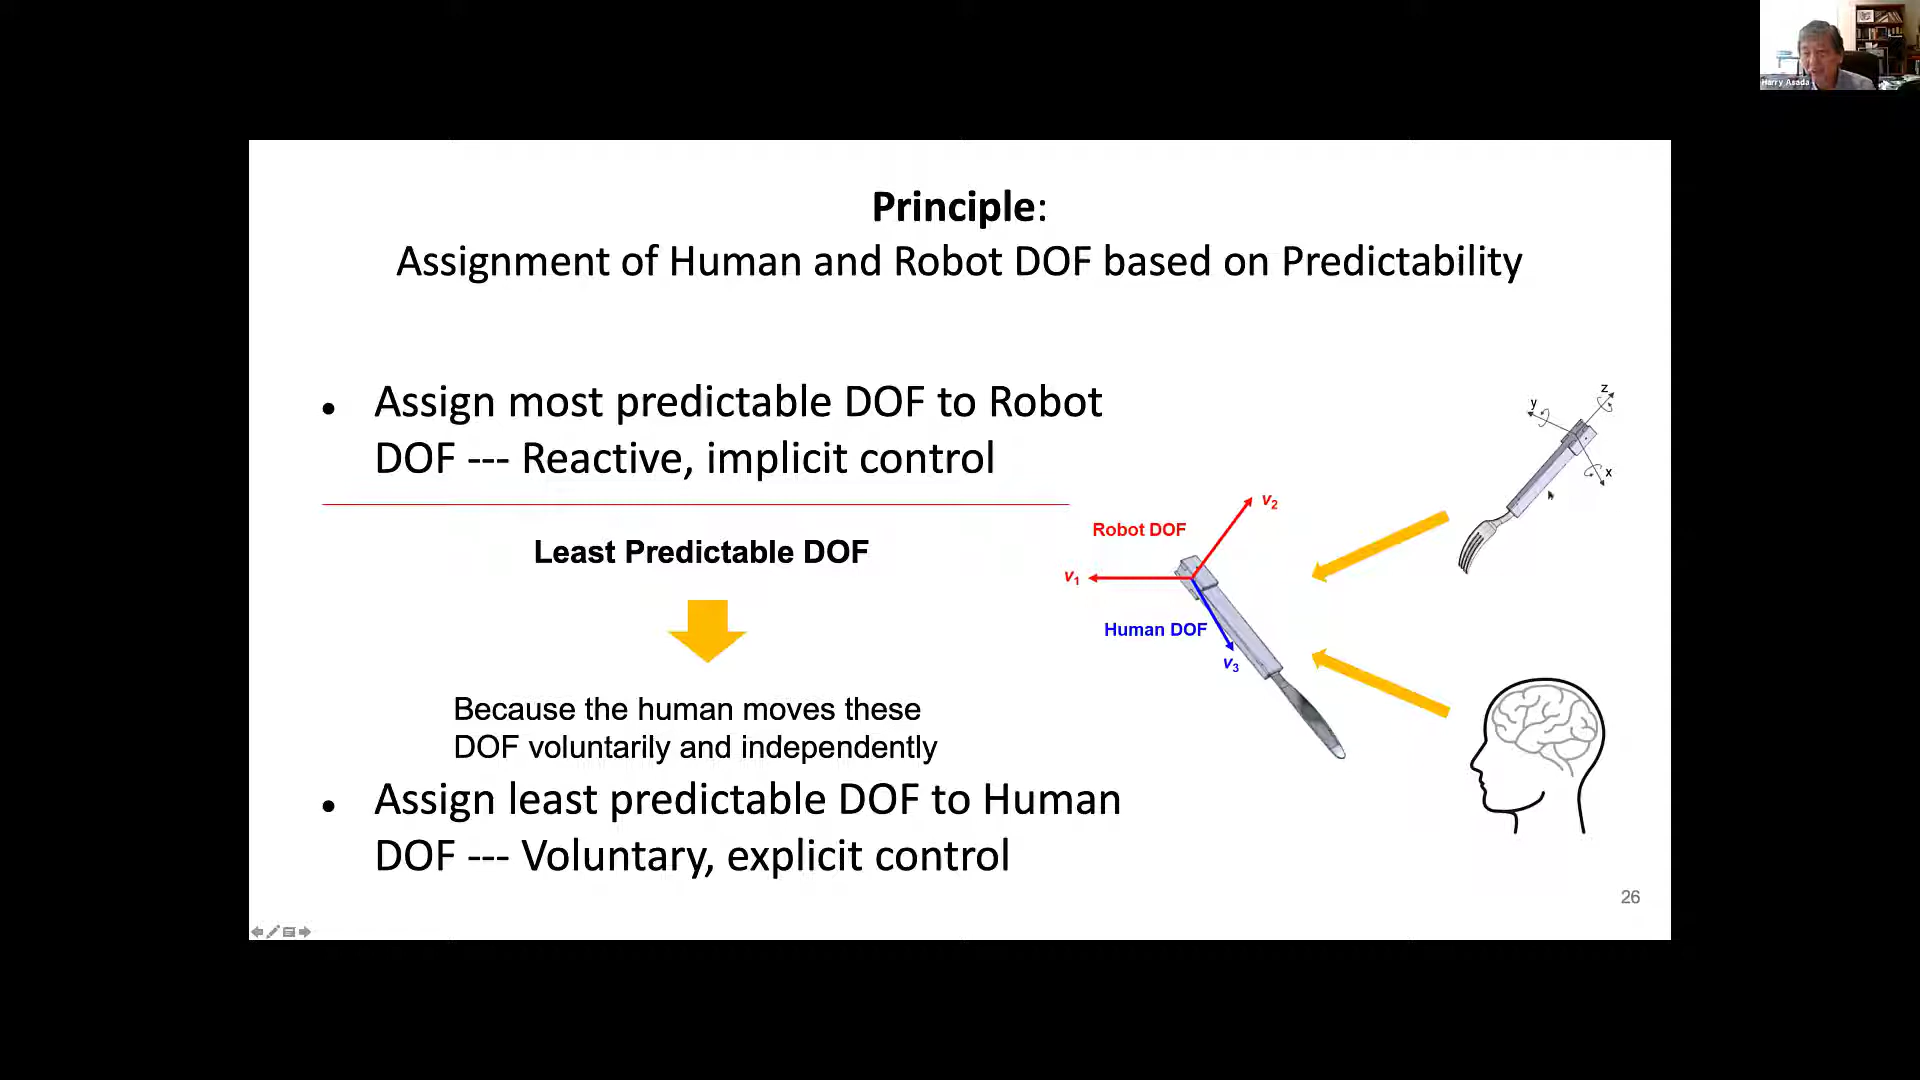 Harry Asada
Principle:
Assignment of Human and Robot DOF based on Predictability
• Assign most predictable DOF to Robot
DOF --- Reactive, implicit control
Least Predictable DOF
Because the human moves these
DOF voluntarily and independently
• Assign least predictable DOF to Human
DOF --- Voluntary, explicit control
z
y
x
v2
Robot DOF
v1
Human DOF
v3
26